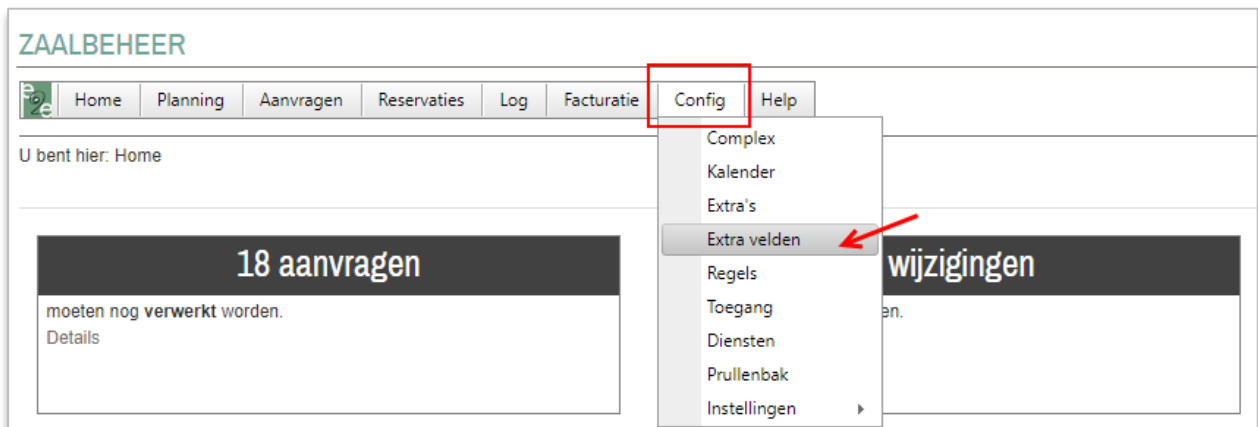 ZAALBEHEER
e2e Home Planning Aanvragen Reservaties Log Facturatie Config Help
U bent hier: Home
Complex
Kalender
Extra's
Extra velden
Regels
Toegang
Diensten
Prullenbak
Instellingen
18 aanvragen
moeten nog verwerkt worden.
Details
wijzigingen
en.